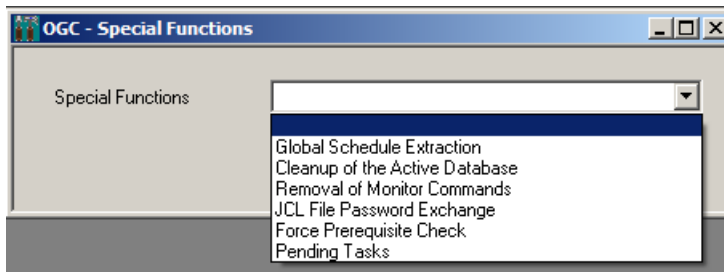 OGC - Special Functions
Special Functions
Global Schedule Extraction
Cleanup of the Active Database
Removal of Monitor Commands
JCL File Password Exchange
Force Prerequisite Check
Pending Tasks